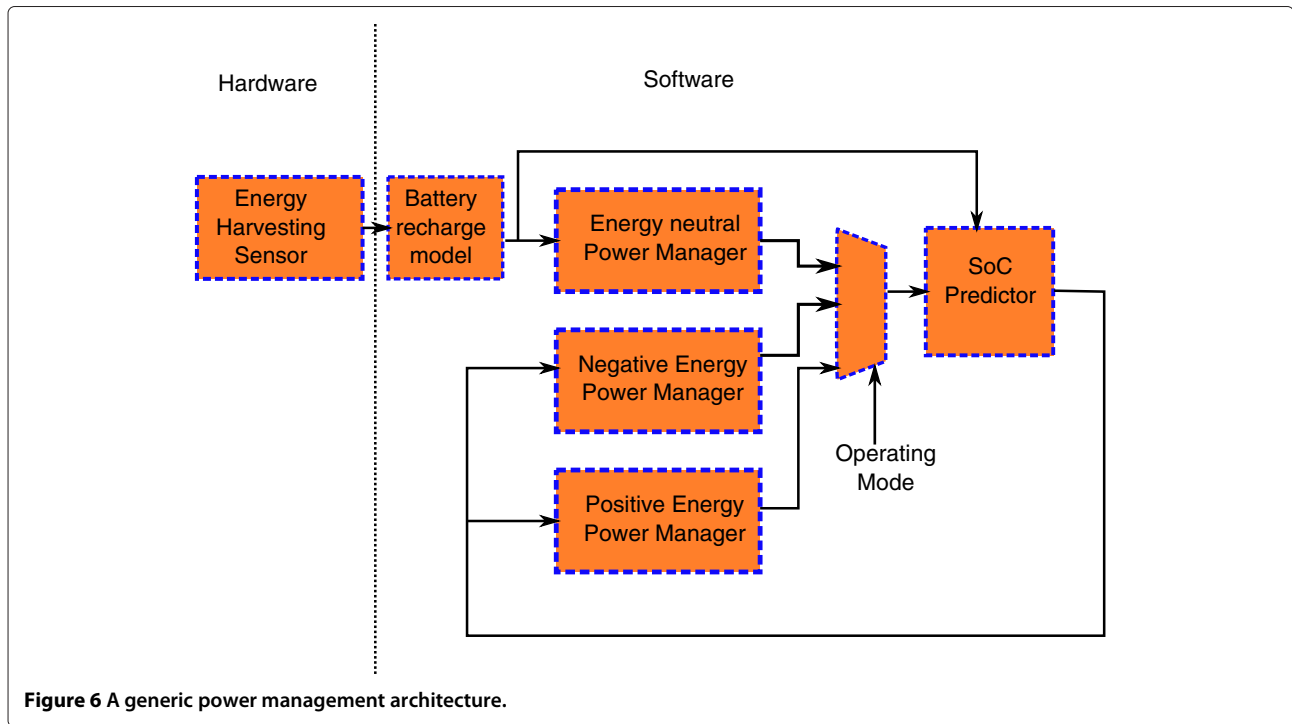 Hardware
Software
Energy
Harvesting
Sensor
Battery
recharge
model
Energy neutral
Power Manager
SoC
Predictor
Negative Energy
Power Manager
Operating
Mode
Positive Energy
Power Manager
Figure 6 A generic power management architecture.